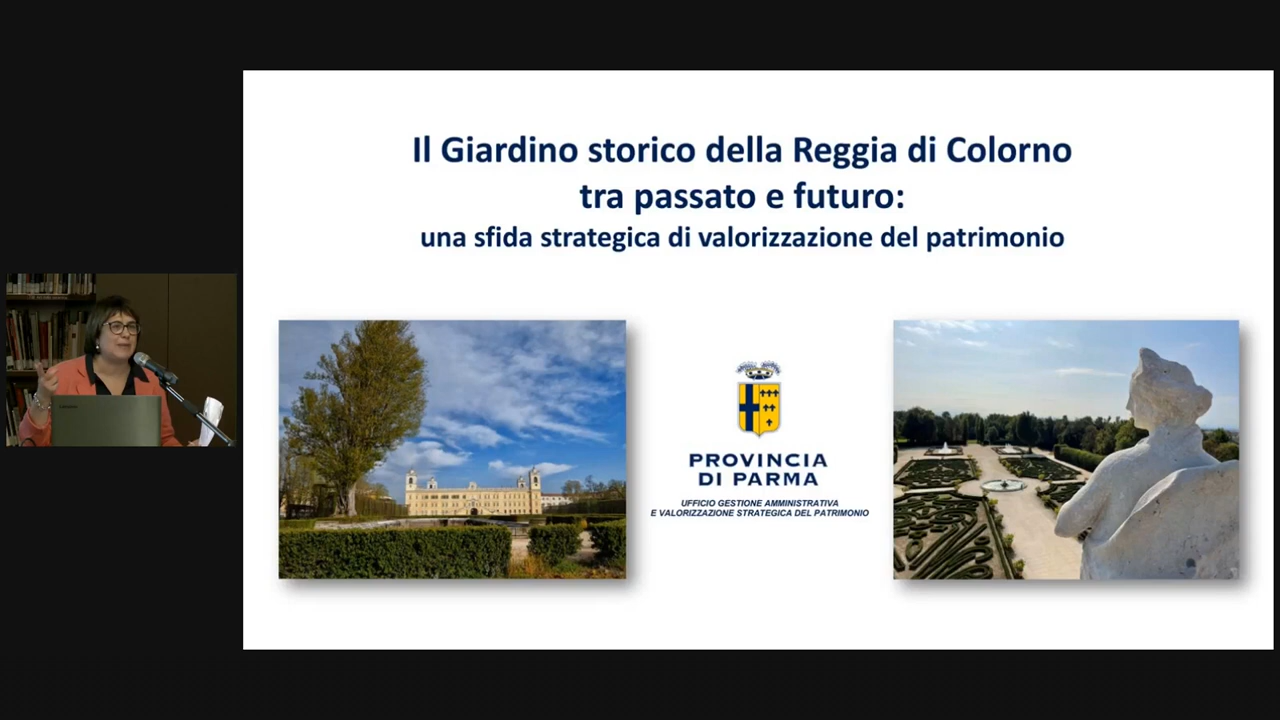 Il Giardino storico della Reggia di Colorno
tra passato e futuro:
una sfida strategica di valorizzazione del patrimonio
PROVINCIA
DI PARMA
UFFICIO GESTIONE AMMINISTRATIVA
E VALORIZZAZIONE STRATEGICA DEL PATRIMONIO